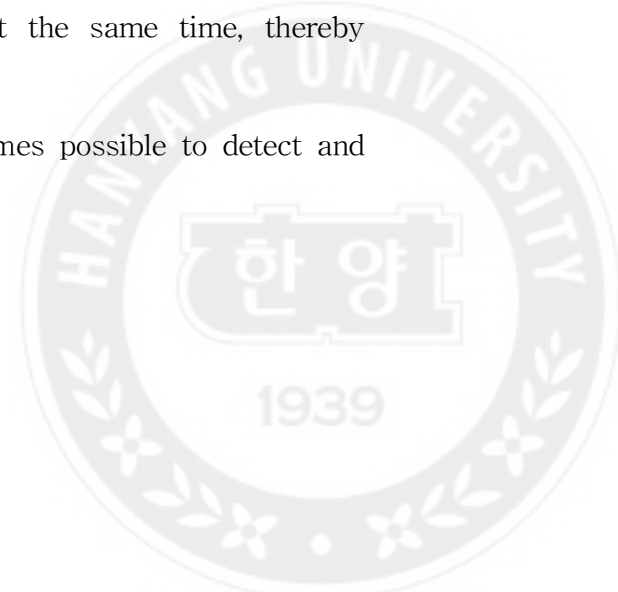 t the same time, thereby
HANYANG UNIVERSITY
mes possible to detect and
한양
1939